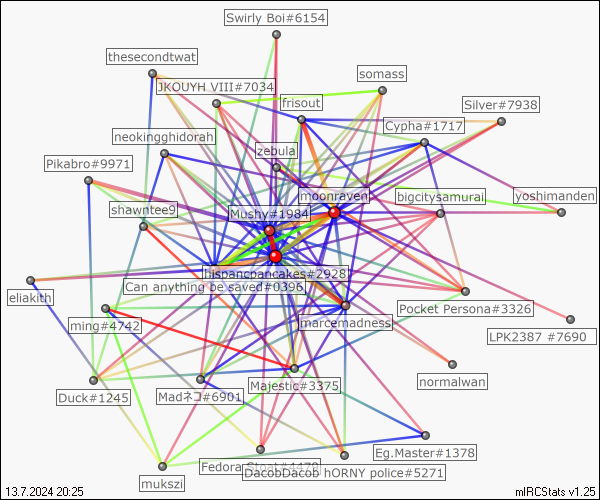 Swirly Boi#6154
thesecondtwat
somass
JKOUYH VIII#7034
frisout
Silver#7938
Cypha#1717
neokingghidorah
zebula
Pikabro#9971
moonraven
bigcitysamurai
yoshimanden
shawntee9
Mushy#1984
hispancpancakes#2928
Can anything be saved#0396
eliakith
Pocket Persona#3326
ming#4742
marcemadness
LPK2387 #7690
Majestic#3375
normalwan
Duck#1245
Madネコ#6901
Eg.Master#1378
Fedora Stoat#4470
DacobDacob hORNY police#5271
mukszi
13.7.2024 20:25
mIRCStats v1.25